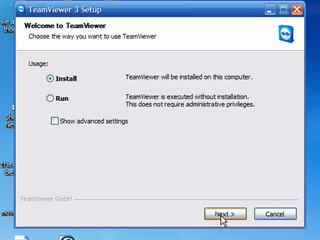 TeamViewer 3 Setup
Welcome to TeamViewer
Choose the way you want to use TeamViewer
Usage:
Install
TeamViewer will be installed on this computer.
Run
TeamViewer is executed without installation.
This does not require administrative privileges.
Show advanced settings
TeamViewer GmbH
Next >
Cancel